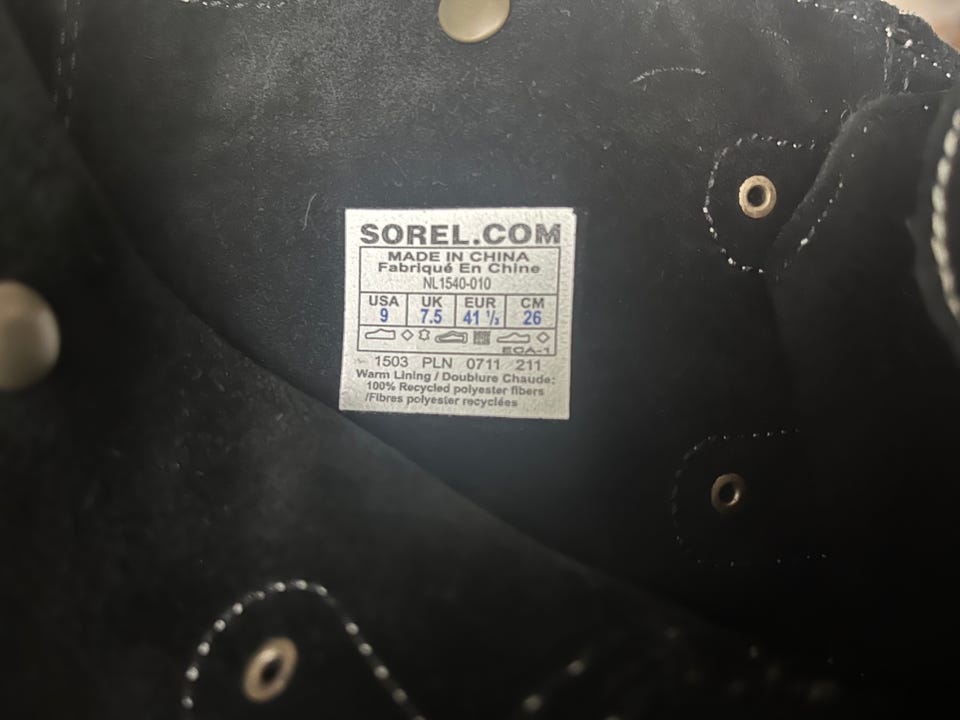 SOREL.COM
MADE IN CHINA
Fabriqué En Chine
NL1540-010
USA UK EUR CM
9 7.5 41 ⅓ 26
EOA-1
1503 PLN 0711 211
Warm Lining / Doublure Chaude:
100% Recycled polyester fibers
/Fibres polyester recyclées